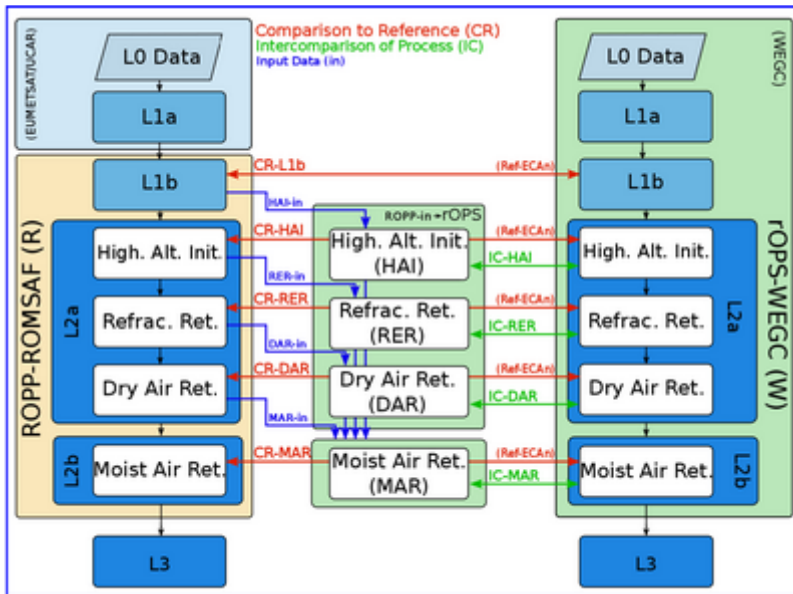 Comparison to Reference (CR)
Intercomparison of Process (IC)
Input Data (in)
(EUMETSAT/UCAR)
L0 Data
L1a
ROPP-ROMSAF (R)
L1b
L2a
High. Alt. Init.
Refrac. Ret.
Dry Air Ret.
L2b
Moist Air Ret.
L3
CR-L1b
(Ref-ECAn)
HAI-in
ROPP-in→rOPS
CR-HAI
High. Alt. Init.
(HAI)
(Ref-ECAn)
IC-HAI
RER-in
CR-RER
Refrac. Ret.
(RER)
(Ref-ECAn)
IC-RER
DAR-in
CR-DAR
Dry Air Ret.
(DAR)
(Ref-ECAn)
IC-DAR
MAR-in
CR-MAR
Moist Air Ret.
(MAR)
(Ref-ECAn)
IC-MAR
(WEGC)
rOPS-WEGC (W)
L0 Data
L1a
L1b
High. Alt. Init.
Refrac. Ret.
Dry Air Ret.
L2a
Moist Air Ret.
L2b
L3